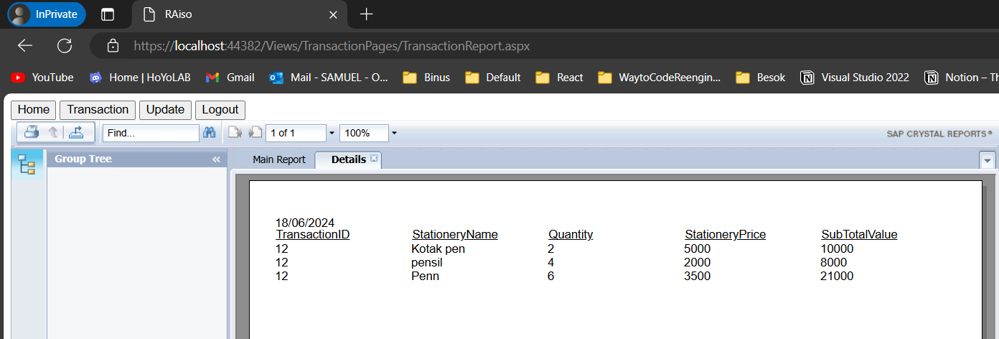 InPrivate
RAiso
https://localhost:44382/Views/TransactionPages/TransactionReport.aspx
YouTube Home | HoYoLAB Gmail Mail - SAMUEL - O... Binus Default React WaytoCodeReengin... Besok Visual Studio 2022 Notion – Th
Home Transaction Update Logout
Find... 1 of 1 100% SAP CRYSTAL REPORTS®
Group Tree « Main Report Details
18/06/2024
TransactionID StationeryName Quantity StationeryPrice SubTotalValue
12 Kotak pen 2 5000 10000
12 pensil 4 2000 8000
12 Penn 6 3500 21000